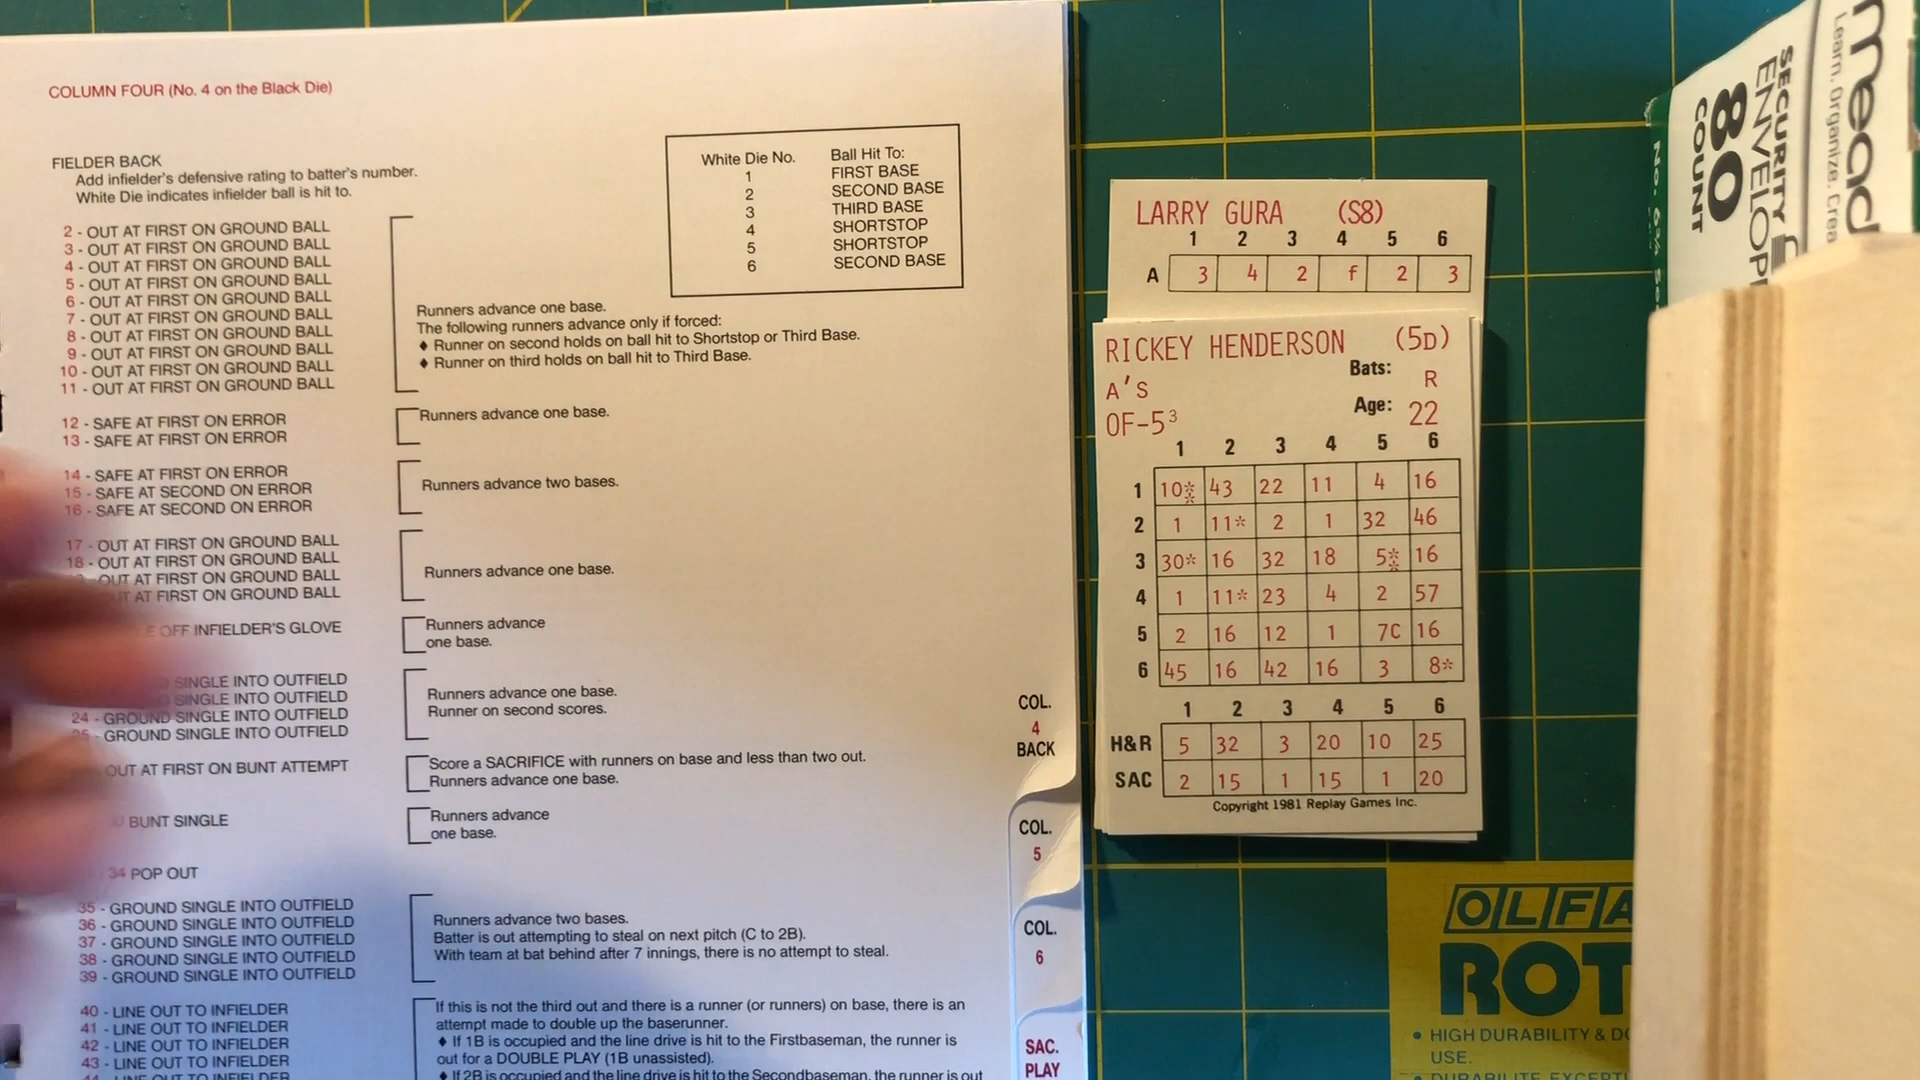 COLUMN FOUR (No. 4 on the Black Die)
FIELDER BACK
Add infielder's defensive rating to batter's number.
White Die indicates infielder ball is hit to.
White Die No. Ball Hit To:
1 FIRST BASE
2 SECOND BASE
3 THIRD BASE
4 SHORTSTOP
5 SHORTSTOP
6 SECOND BASE
2 - OUT AT FIRST ON GROUND BALL
3 - OUT AT FIRST ON GROUND BALL
4 - OUT AT FIRST ON GROUND BALL
5 - OUT AT FIRST ON GROUND BALL
6 - OUT AT FIRST ON GROUND BALL
7 - OUT AT FIRST ON GROUND BALL
8 - OUT AT FIRST ON GROUND BALL
9 - OUT AT FIRST ON GROUND BALL
10 - OUT AT FIRST ON GROUND BALL
11 - OUT AT FIRST ON GROUND BALL
Runners advance one base.
The following runners advance only if forced:
♦ Runner on second holds on ball hit to Shortstop or Third Base.
♦ Runner on third holds on ball hit to Third Base.
12 - SAFE AT FIRST ON ERROR
13 - SAFE AT FIRST ON ERROR
Runners advance one base.
14 - SAFE AT FIRST ON ERROR
15 - SAFE AT SECOND ON ERROR
16 - SAFE AT SECOND ON ERROR
Runners advance two bases.
17 - OUT AT FIRST ON GROUND BALL
18 - OUT AT FIRST ON GROUND BALL
OUT AT FIRST ON GROUND BALL
AT FIRST ON GROUND BALL
Runners advance one base.
OFF INFIELDER'S GLOVE
Runners advance
one base.
SINGLE INTO OUTFIELD
SINGLE INTO OUTFIELD
24 - GROUND SINGLE INTO OUTFIELD
- GROUND SINGLE INTO OUTFIELD
Runners advance one base.
Runner on second scores.
OUT AT FIRST ON BUNT ATTEMPT
Score a SACRIFICE with runners on base and less than two out.
Runners advance one base.
BUNT SINGLE
Runners advance
one base.
34 POP OUT
35 - GROUND SINGLE INTO OUTFIELD
36 - GROUND SINGLE INTO OUTFIELD
37 - GROUND SINGLE INTO OUTFIELD
38 - GROUND SINGLE INTO OUTFIELD
39 - GROUND SINGLE INTO OUTFIELD
Runners advance two bases.
Batter is out attempting to steal on next pitch (C to 2B).
With team at bat behind after 7 innings, there is no attempt to steal.
40 - LINE OUT TO INFIELDER
41 - LINE OUT TO INFIELDER
42 - LINE OUT TO INFIELDER
43 - LINE OUT TO INFIELDER
44 - LINE OUT TO INFIELDER
If this is not the third out and there is a runner (or runners) on base, there is an
attempt made to double up the baserunner.
♦ If 1B is occupied and the line drive is hit to the Firstbaseman, the runner is
out for a DOUBLE PLAY (1B unassisted).
♦ If 2B is occupied and the line drive is hit to the Secondbaseman, the runner is out
COL.
4
BACK
COL.
5
COL.
6
SAC.
PLAY
LARRY GURA (S8)
1 2 3 4 5 6
A 3 4 2 f 2 3
RICKEY HENDERSON (5D)
Bats: R
A'S
Age: 22
OF-5³
1 2 3 4 5 6
1 10⁑ 43 22 11 4 16
2 1 11* 2 1 32 46
3 30* 16 32 18 5⁑ 16
4 1 11* 23 4 2 57
5 2 16 12 1 7C 16
6 45 16 42 16 3 8*
1 2 3 4 5 6
H&R 5 32 3 20 10 25
SAC 2 15 1 15 1 20
Copyright 1981 Replay Games Inc.
mead
Learn. Organize.
SECURITY
80
COUNT
OLFA
ROT
• HIGH DURABILITY &
USE.